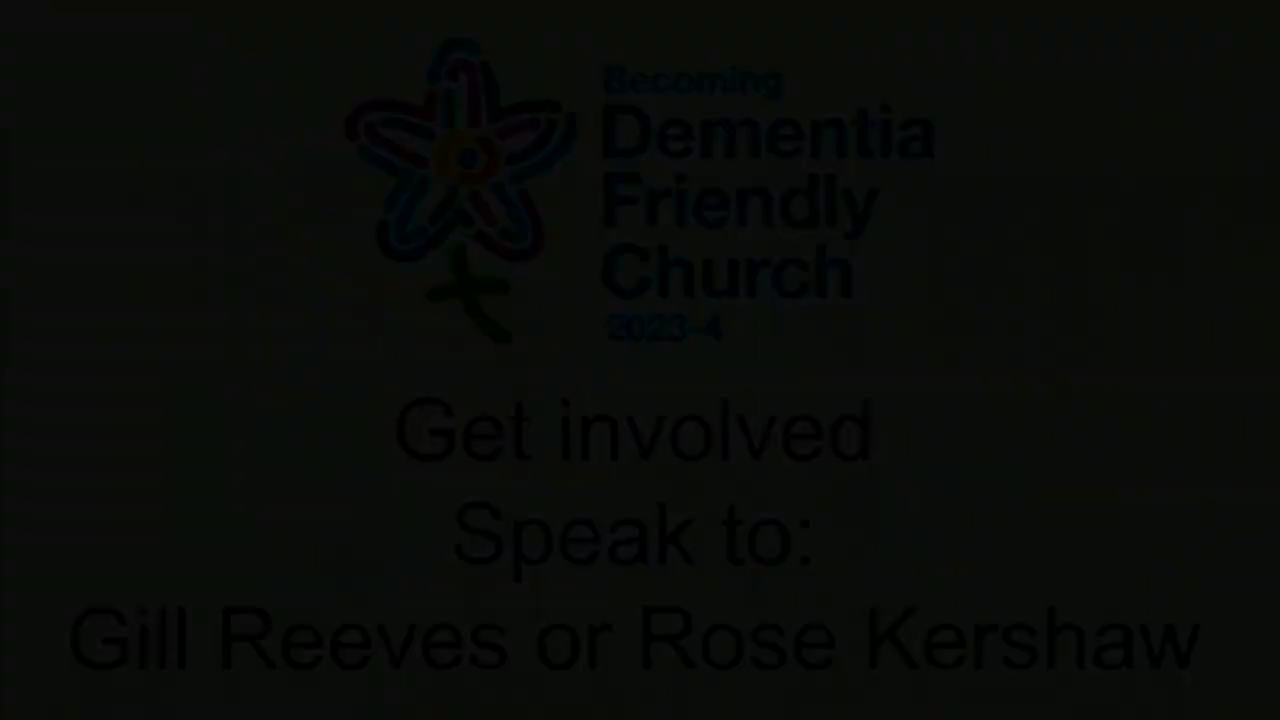 Becoming
Dementia
Friendly
Church
2023-4
Get involved
Speak to:
Gill Reeves or Rose Kershaw